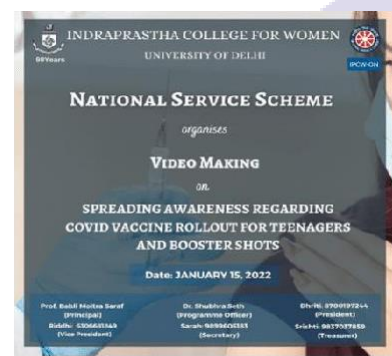 INDRAPRASTHA COLLEGE FOR WOMEN
UNIVERSITY OF DELHI
IPCW-DN
NATIONAL SERVICE SCHEME
organises
VIDEO MAKING
on
SPREADING AWARENESS REGARDING
COVID VACCINE ROLLOUT FOR TEENAGERS
AND BOOSTER SHOTS
Date: JANUARY 15, 2022
Prof. Babli Moitra Saraf
(Principal)
(Vice President)
Dr. Shubhra Seth
(Programme Officer)
(Secretary)
(President)
(Treasurer)